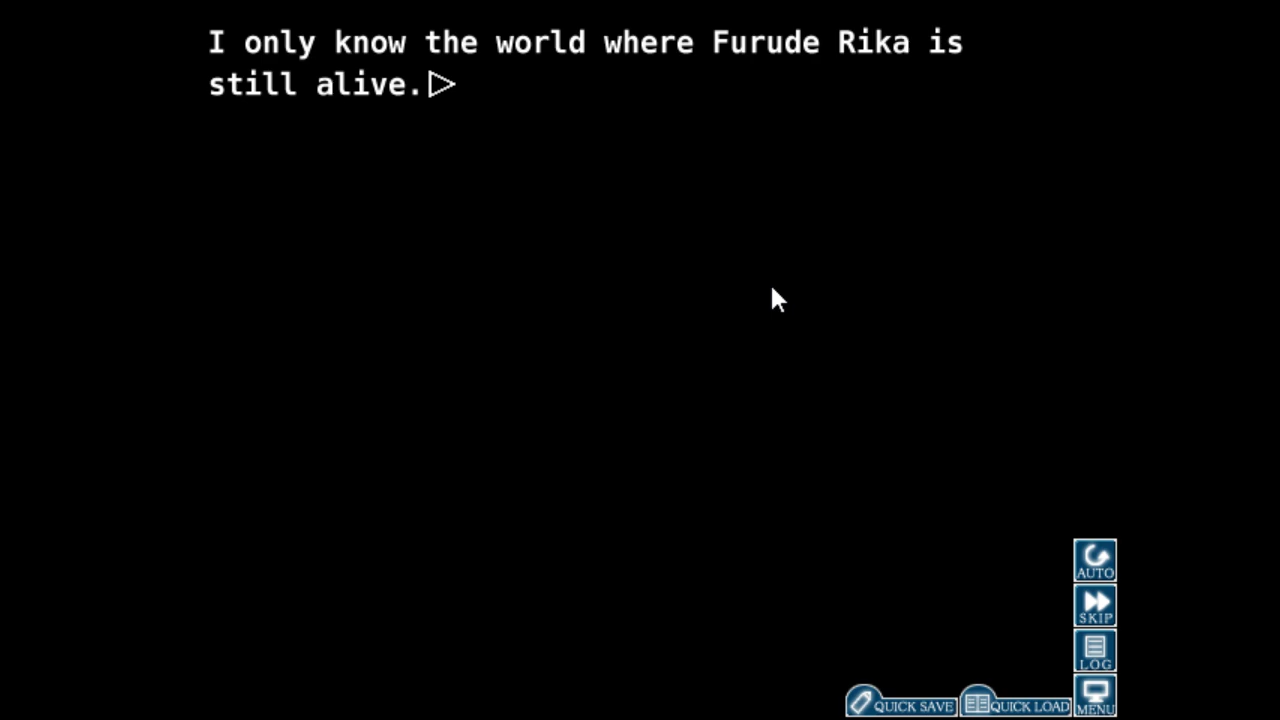 I only know the world where Furude Rika is
still alive.
AUTO
SKIP
LOG
QUICK SAVE
QUICK LOAD
MENU